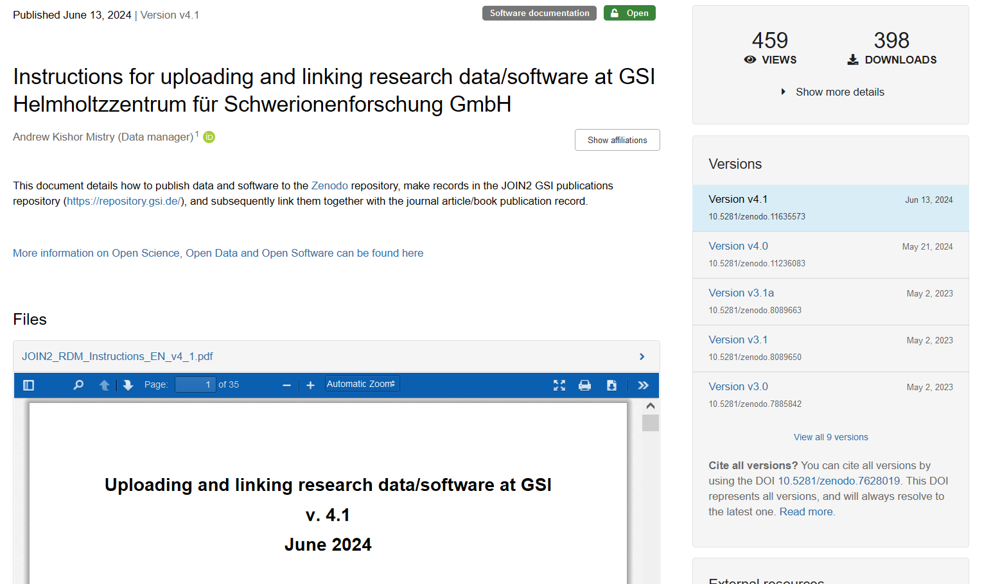 Published June 13, 2024 | Version v4.1
Software documentation
Open
Instructions for uploading and linking research data/software at GSI
Helmholtzzentrum für Schwerionenforschung GmbH
Andrew Kishor Mistry (Data manager) 1 iD
Show affiliations
This document details how to publish data and software to the Zenodo repository, make records in the JOIN2 GSI publications
repository (https://repository.gsi.de/), and subsequently link them together with the journal article/book publication record.
More information on Open Science, Open Data and Open Software can be found here
Files
JOIN2_RDM_Instructions_EN_v4_1.pdf
Page: 1 of 35
Automatic Zoom
Uploading and linking research data/software at GSI
v. 4.1
June 2024
459
VIEWS
398
DOWNLOADS
Show more details
Versions
Version v4.1 Jun 13, 2024
10.5281/zenodo.11635573
Version v4.0 May 21, 2024
10.5281/zenodo.11236083
Version v3.1a May 2, 2023
10.5281/zenodo.8089663
Version v3.1 May 2, 2023
10.5281/zenodo.8089650
Version v3.0 May 2, 2023
10.5281/zenodo.7885842
View all 9 versions
Cite all versions? You can cite all versions by
using the DOI 10.5281/zenodo.7628019. This DOI
represents all versions, and will always resolve to
the latest one. Read more.
External resources